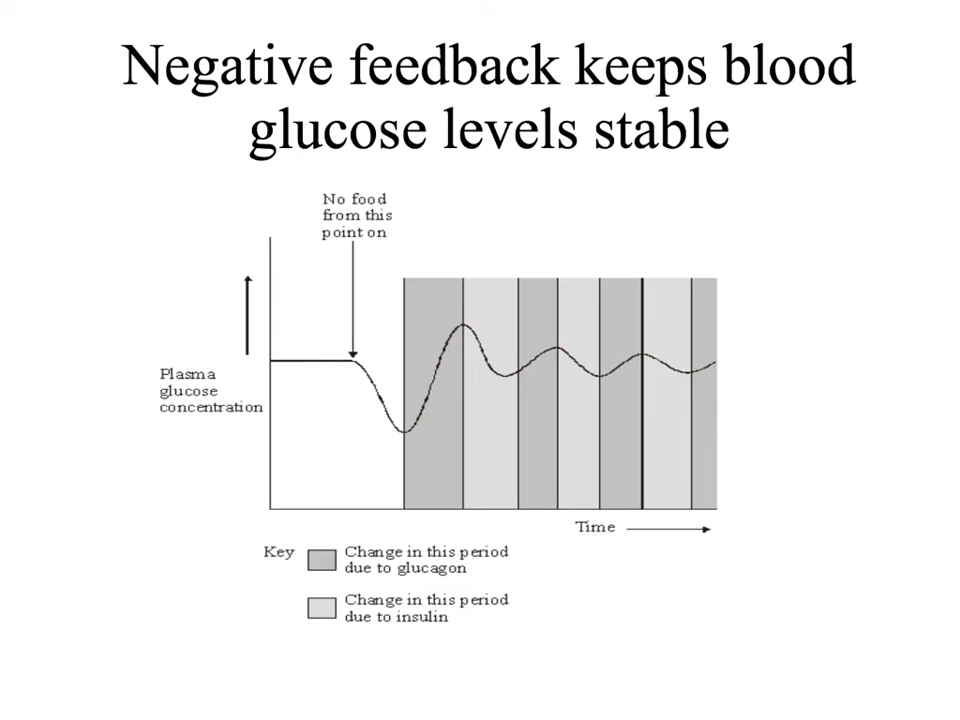 Negative feedback keeps blood
glucose levels stable
No food
from this
point on
Plasma
glucose
concentration
Time
Key
Change in this period
due to glucagon
Change in this period
due to insulin